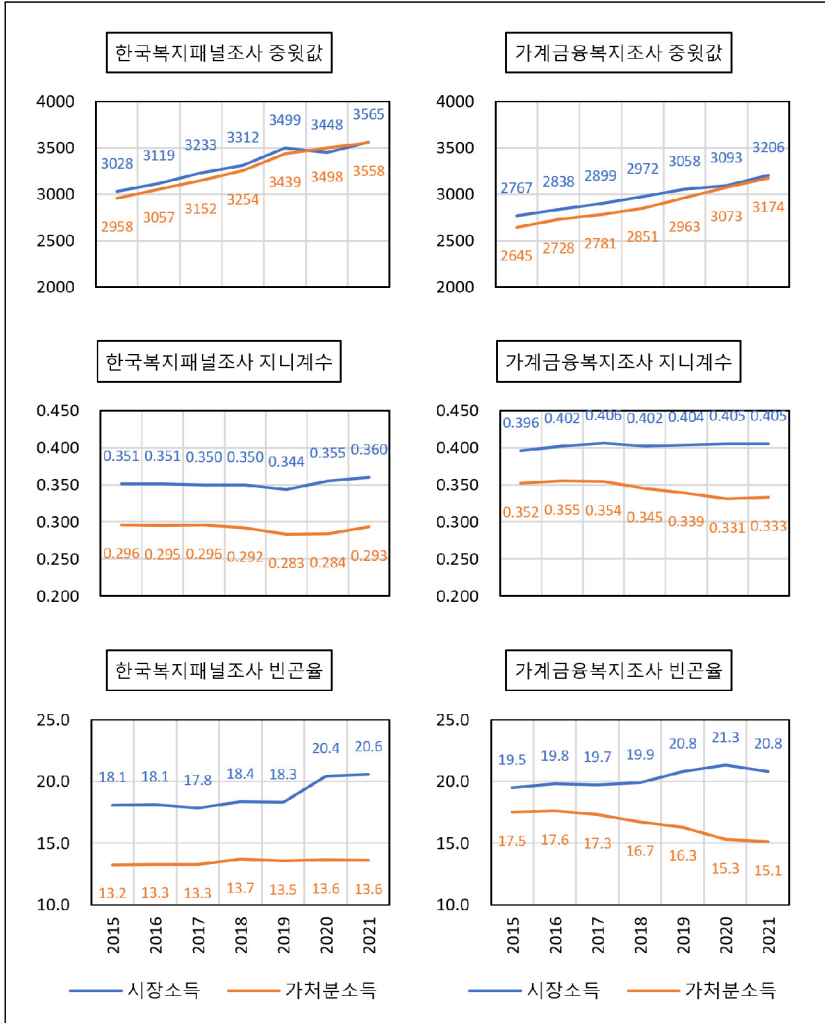 한국복지패널조사 중윗값
가계금융복지조사 중윗값
4000
3500
3000
2500
2000
3028 3119 3233 3312 3499 3448 3565
2958 3057 3152 3254 3439 3498 3558
4000
3500
3000
2500
2000
2767 2838 2899 2972 3058 3093 3206
2645 2728 2781 2851 2963 3073 3174
한국복지패널조사 지니계수
가계금융복지조사 지니계수
0.450
0.400
0.350
0.300
0.250
0.200
0.351 0.351 0.350 0.350 0.344 0.355 0.360
0.296 0.295 0.296 0.292 0.283 0.284 0.293
0.450
0.400
0.350
0.300
0.250
0.200
0.396 0.402 0.406 0.402 0.404 0.405 0.405
0.352 0.355 0.354 0.345 0.339 0.331 0.333
한국복지패널조사 빈곤율
가계금융복지조사 빈곤율
25.0
20.0
15.0
10.0
18.1 18.1 17.8 18.4 18.3 20.4 20.6
13.2 13.3 13.3 13.7 13.5 13.6 13.6
2015 2016 2017 2018 2019 2020 2021
25.0
20.0
15.0
10.0
19.5 19.8 19.7 19.9 20.8 21.3 20.8
17.5 17.6 17.3 16.7 16.3 15.3 15.1
2015 2016 2017 2018 2019 2020 2021
시장소득 가처분소득
시장소득 가처분소득